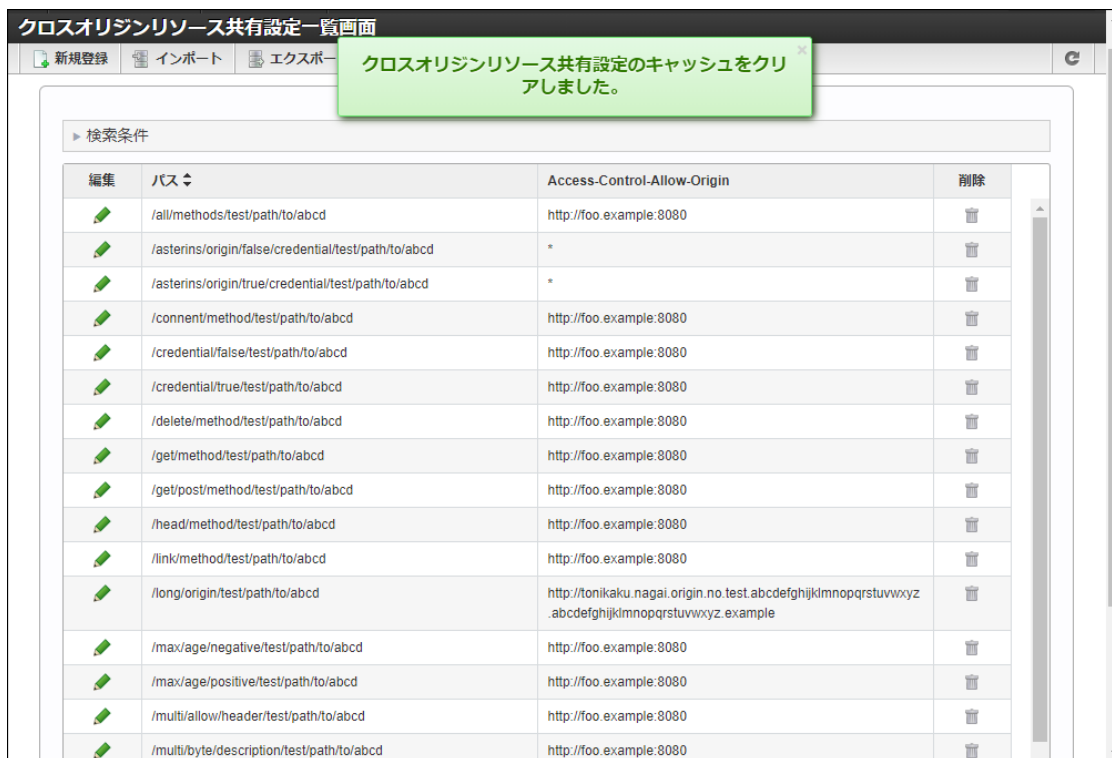 クロスオリジンリソース共有設定一覧画面
新規登録 インポート エクスポー
クロスオリジンリソース共有設定のキャッシュをクリ
アしました。
検索条件
編集 パス Access-Control-Allow-Origin 削除
/all/methods/test/path/to/abcd http://foo.example:8080
/asterins/origin/false/credential/test/path/to/abcd *
/asterins/origin/true/credential/test/path/to/abcd *
/connent/method/test/path/to/abcd http://foo.example:8080
/credential/false/test/path/to/abcd http://foo.example:8080
/credential/true/test/path/to/abcd http://foo.example:8080
/delete/method/test/path/to/abcd http://foo.example:8080
/get/method/test/path/to/abcd http://foo.example:8080
/get/post/method/test/path/to/abcd http://foo.example:8080
/head/method/test/path/to/abcd http://foo.example:8080
/link/method/test/path/to/abcd http://foo.example:8080
/long/origin/test/path/to/abcd http://tonikaku.nagai.origin.no.test.abcdefghijklmnopqrstuvwxyz
.abcdefghijklmnopqrstuvwxyz.example
/max/age/negative/test/path/to/abcd http://foo.example:8080
/max/age/positive/test/path/to/abcd http://foo.example:8080
/multi/allow/header/test/path/to/abcd http://foo.example:8080
/multi/byte/description/test/path/to/abcd http://foo.example:8080